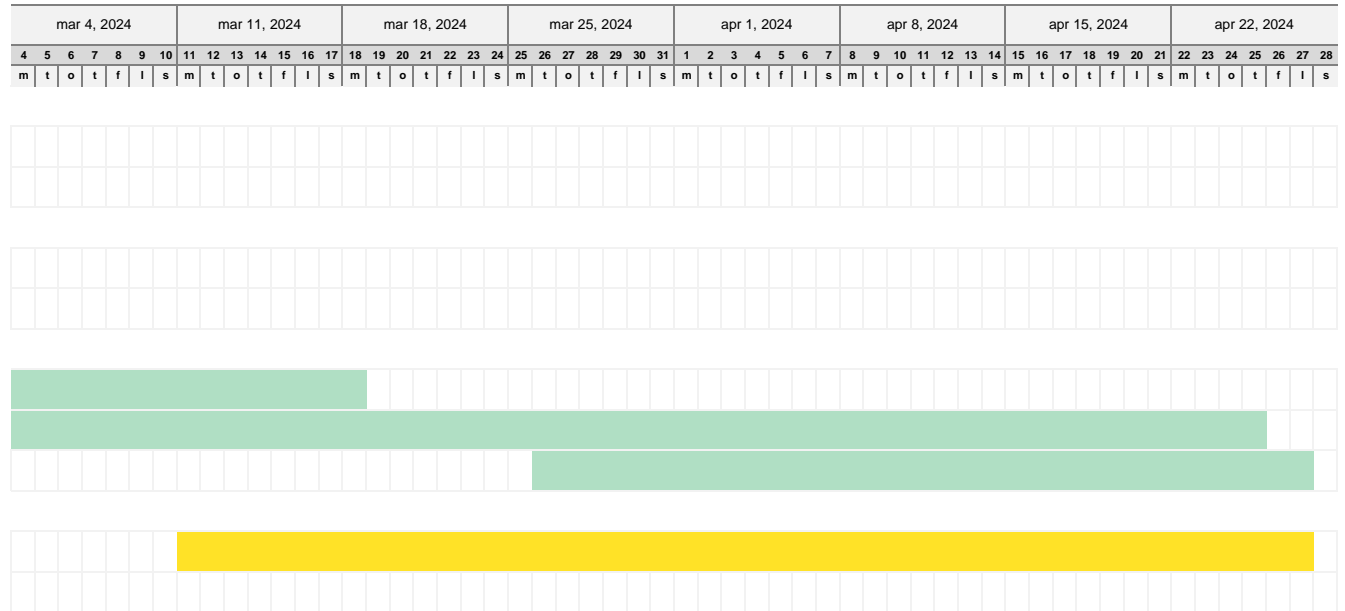 mar 4, 2024 mar 11, 2024 mar 18, 2024 mar 25, 2024 apr 1, 2024 apr 8, 2024 apr 15, 2024 apr 22, 2024
4 5 6 7 8 9 10 11 12 13 14 15 16 17 18 19 20 21 22 23 24 25 26 27 28 29 30 31 1 2 3 4 5 6 7 8 9 10 11 12 13 14 15 16 17 18 19 20 21 22 23 24 25 26 27 28
m t o t f l s m t o t f l s m t o t f l s m t o t f l s m t o t f l s m t o t f l s m t o t f l s m t o t f l s